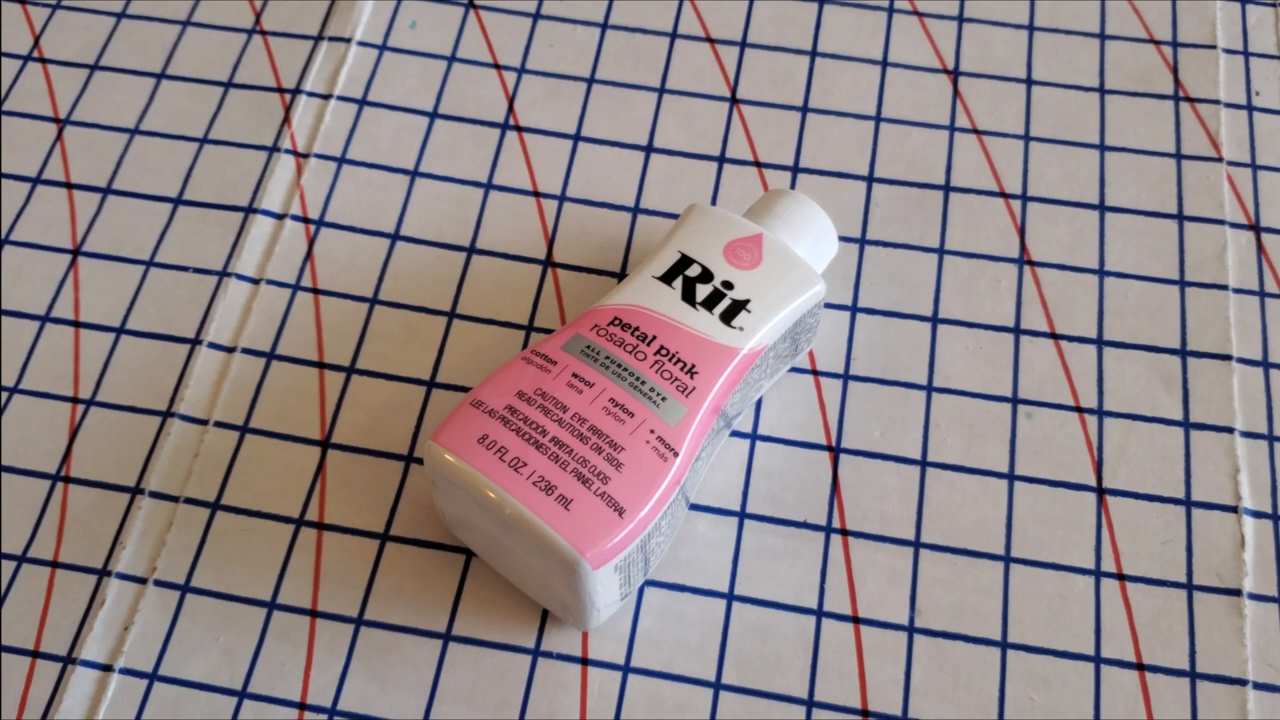 Rit
petal pink
rosado floral
ALL PURPOSE DYE
TINTE DE USO GENERAL
cotton
algodón
wool
lana
nylon
nylon
+ more
+ más
CAUTION EYE IRRITANT
READ PRECAUTIONS ON SIDE.
PRECAUCIÓN IRRITA LOS OJOS
LEE LAS PRECAUCIONES EN EL PANEL LATERAL
8.0 FL OZ. | 236 mL